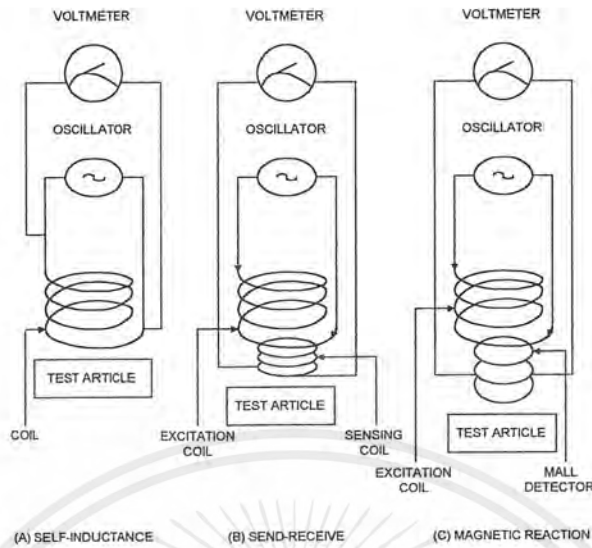 VOLTMETER
VOLTMETER
VOLTMETER
OSCILLATOR
OSCILLATOR
OSCILLATOR
~
~
~
TEST ARTICLE
TEST ARTICLE
TEST ARTICLE
COIL
EXCITATION
COIL
SENSING
COIL
EXCITATION
COIL
MALL
DETECTOR
(A) SELF-INDUCTANCE
(B) SEND-RECEIVE
(C) MAGNETIC REACTION